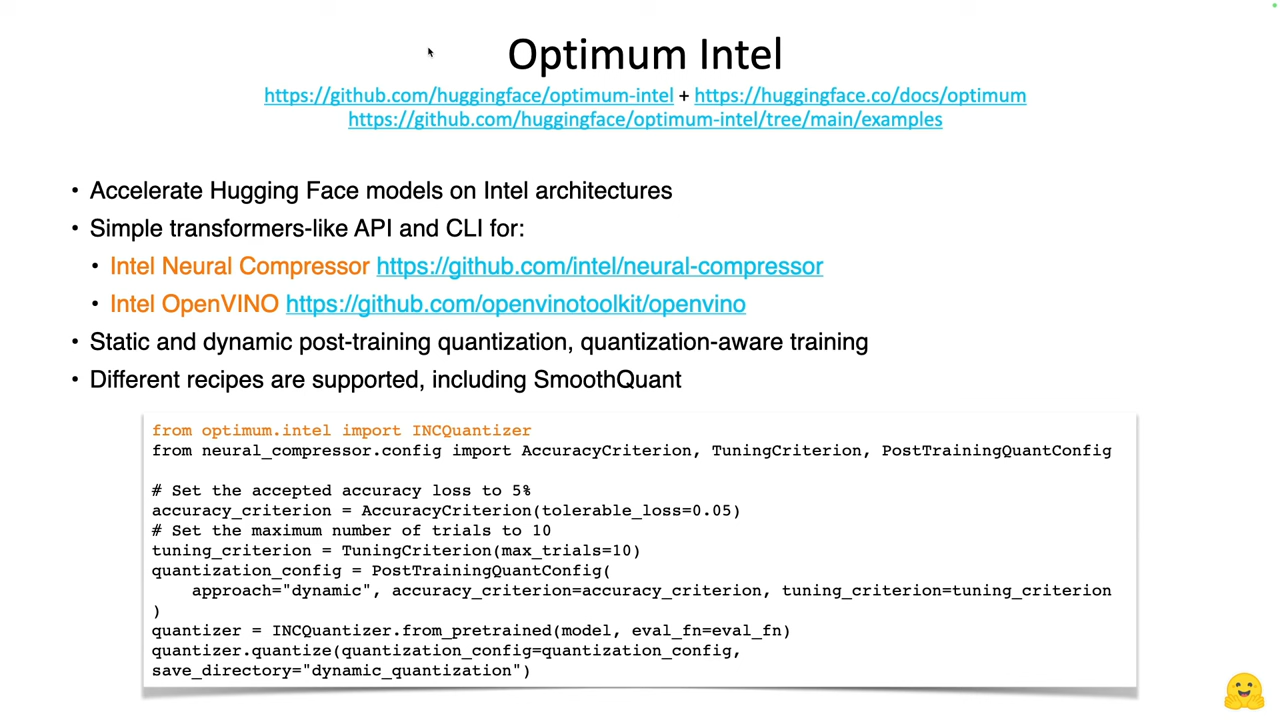 Optimum Intel
https://github.com/huggingface/optimum-intel + https://huggingface.co/docs/optimum
https://github.com/huggingface/optimum-intel/tree/main/examples
• Accelerate Hugging Face models on Intel architectures
• Simple transformers-like API and CLI for:
• Intel Neural Compressor https://github.com/intel/neural-compressor
• Intel OpenVINO https://github.com/openvinotoolkit/openvino
• Static and dynamic post-training quantization, quantization-aware training
• Different recipes are supported, including SmoothQuant
from optimum.intel import INCQuantizer
from neural_compressor.config import AccuracyCriterion, TuningCriterion, PostTrainingQuantConfig
# Set the accepted accuracy loss to 5%
accuracy_criterion = AccuracyCriterion(tolerable_loss=0.05)
# Set the maximum number of trials to 10
tuning_criterion = TuningCriterion(max_trials=10)
quantization_config = PostTrainingQuantConfig(
    approach="dynamic", accuracy_criterion=accuracy_criterion, tuning_criterion=tuning_criterion
)
quantizer = INCQuantizer.from_pretrained(model, eval_fn=eval_fn)
quantizer.quantize(quantization_config=quantization_config,
save_directory="dynamic_quantization")